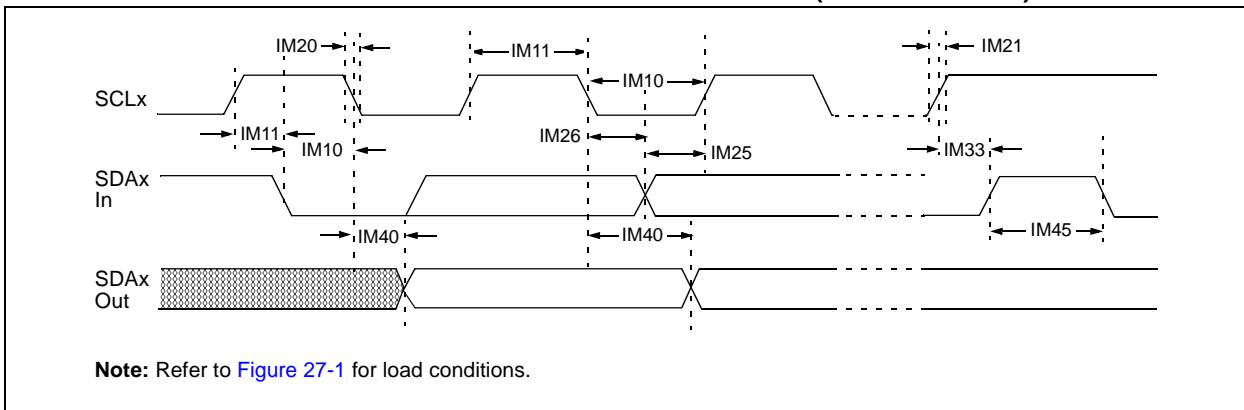 IM20
IM11
IM21
IM10
SCLx
IM11
IM26
IM10
IM25
IM33
SDAx
In
IM40
IM40
IM45
SDAx
Out
Note: Refer to Figure 27-1 for load conditions.